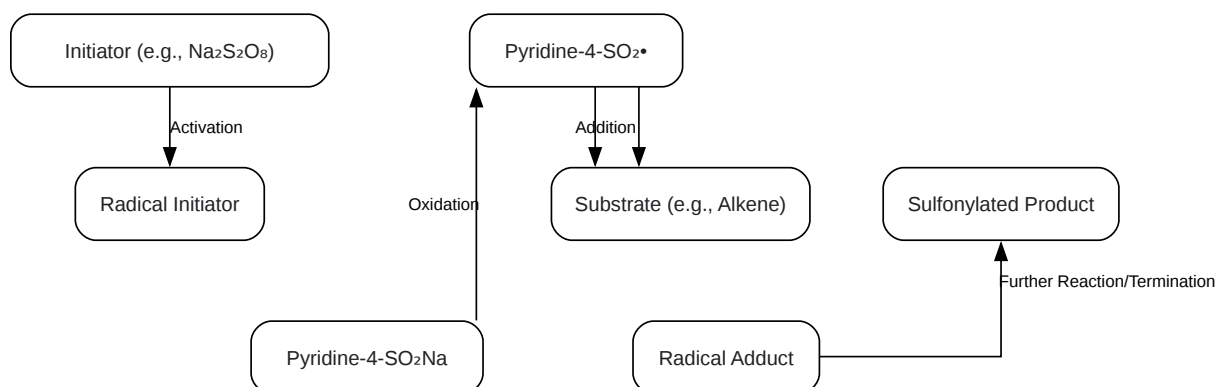 Initiator (e.g., Na₂S₂O₈)
Pyridine-4-SO₂•
Activation
Addition
Radical Initiator
Oxidation
Substrate (e.g., Alkene)
Sulfonylated Product
Further Reaction/Termination
Pyridine-4-SO₂Na
Radical Adduct